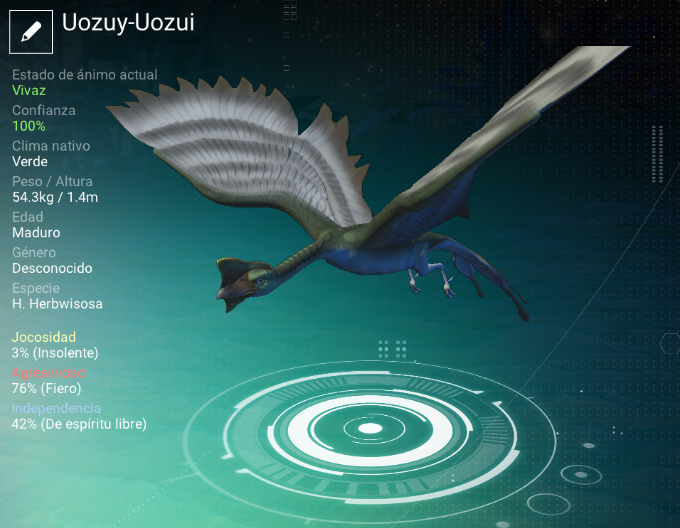 Uozuy-Uozui
Estado de ánimo actual
Vivaz
Confianza
100%
Clima nativo
Verde
Peso / Altura
54.3kg / 1.4m
Edad
Maduro
Género
Desconocido
Especie
H. Herbwisosa
Jocosidad
3% (Insolente)
Agresividad
76% (Fiero)
Independencia
42% (De espíritu libre)